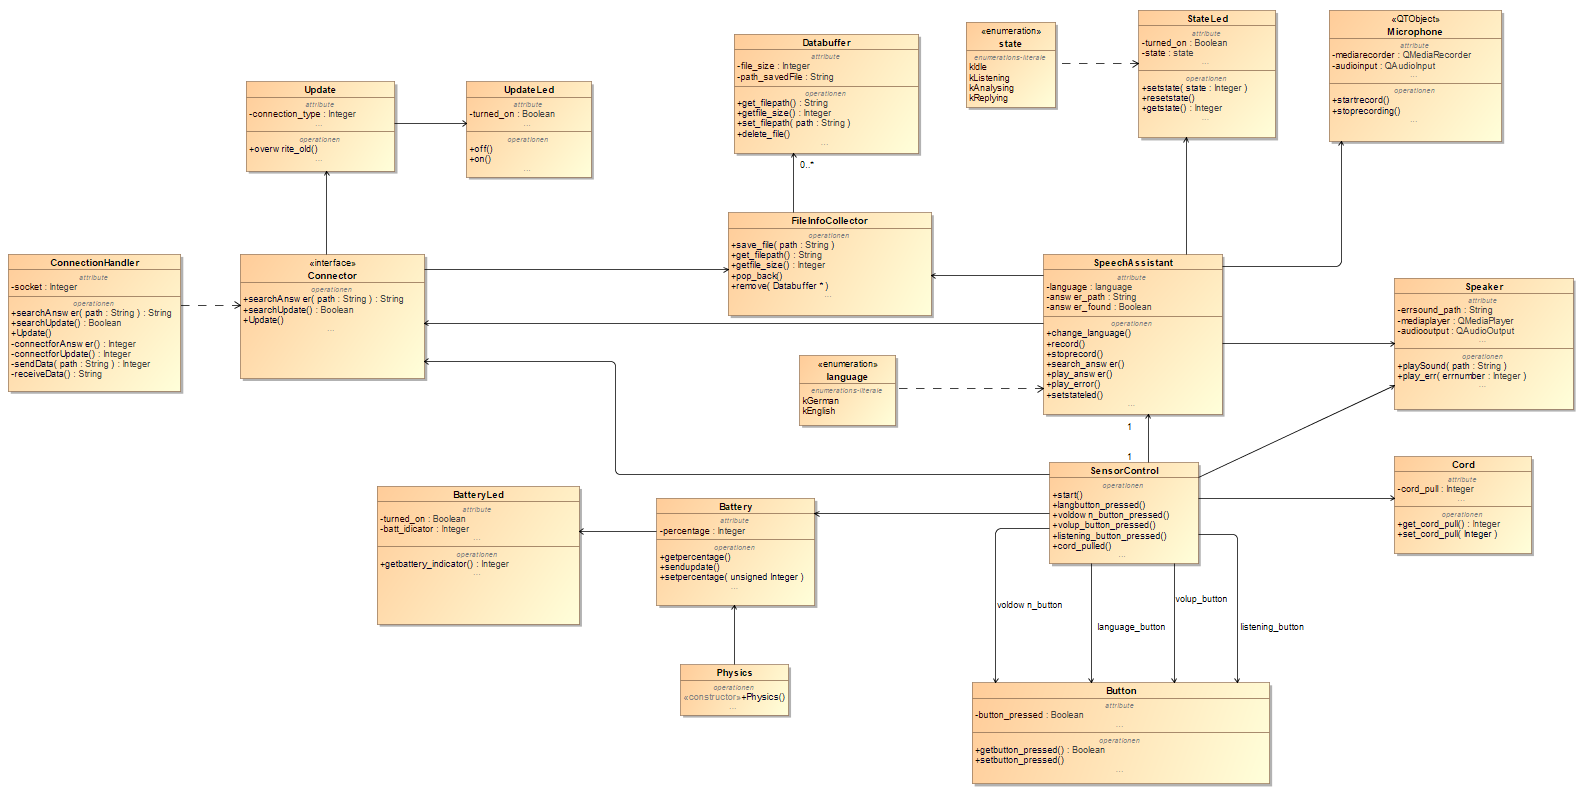 Update
attribute
-connection_type : Integer
operationen
+overw rite_old()
...
UpdateLed
attribute
-turned_on : Boolean
...
operationen
+off()
+on()
...
Databuffer
attribute
-file_size : Integer
-path_savedFile : String
operationen
+get_filepath() : String
+getfile_size() : Integer
+set_filepath( path : String )
+delete_file()
...
0..*
«enumeration»
state
enumerations-literale
kIdle
kListening
kAnalysing
kReplying
StateLed
attribute
-turned_on : Boolean
-state : state
...
operationen
+setstate( state : Integer )
+resetstate()
+getstate() : Integer
...
«QTObject»
Microphone
attribute
-mediarecorder : QMediaRecorder
-audioinput : QAudioInput
...
operationen
+startrecord()
+stoprecording()
...
ConnectionHandler
attribute
-socket : Integer
operationen
+searchAnsw er( path : String ) : String
+searchUpdate() : Boolean
+Update()
-connectforAnsw er() : Integer
-connectforUpdate() : Integer
-sendData( path : String ) : Integer
-receiveData() : String
«interface»
Connector
operationen
+searchAnsw er( path : String ) : String
+searchUpdate() : Boolean
+Update()
...
FileInfoCollector
operationen
+save_file( path : String )
+get_filepath() : String
+getfile_size() : Integer
+pop_back()
+remove( Databuffer * )
...
SpeechAssistant
attribute
-language : language
-answ er_path : String
-answ er_found : Boolean
operationen
+change_language()
+record()
+stoprecord()
+search_answ er()
+play_answ er()
+play_error()
+setstateled()
...
Speaker
attribute
-errsound_path : String
-mediaplayer : QMediaPlayer
-audiooutput : QAudioOutput
...
operationen
+playSound( path : String )
+play_err( errnumber : Integer )
...
«enumeration»
language
enumerations-literale
kGerman
kEnglish
1
1
SensorControl
operationen
+start()
+langbutton_pressed()
+voldow n_button_pressed()
+volup_button_pressed()
+listening_button_pressed()
+cord_pulled()
...
Cord
attribute
-cord_pull : Integer
...
operationen
+get_cord_pull() : Integer
+set_cord_pull( Integer )
...
BatteryLed
attribute
-turned_on : Boolean
-batt_idicator : Integer
...
operationen
+getbattery_indicator() : Integer
...
Battery
attribute
-percentage : Integer
operationen
+getpercentage()
+sendupdate()
+setpercentage( unsigned Integer )
...
voldow n_button
language_button
volup_button
listening_button
Physics
operationen
«constructor»+Physics()
...
Button
attribute
-button_pressed : Boolean
...
operationen
+getbutton_pressed() : Boolean
+setbutton_pressed()
...